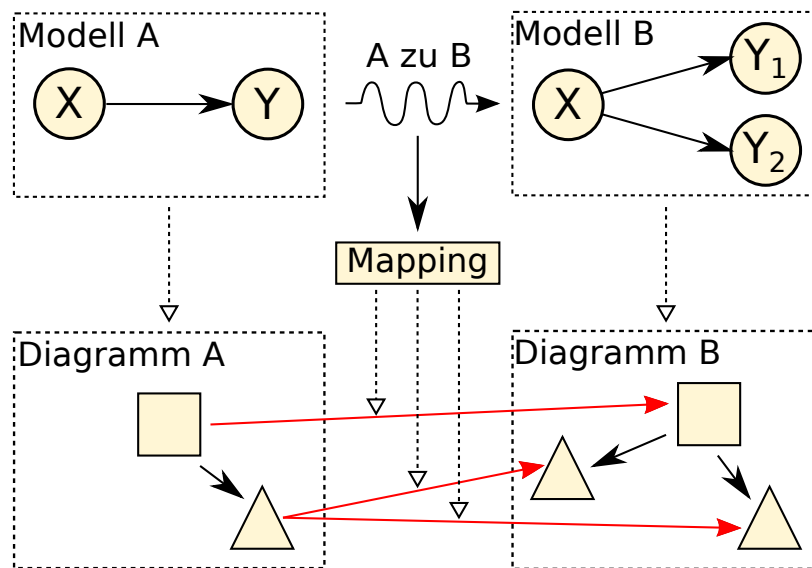 Modell A
X
Y
A zu B
Modell B
X
Y1
Y2
Mapping
Diagramm A
Diagramm B